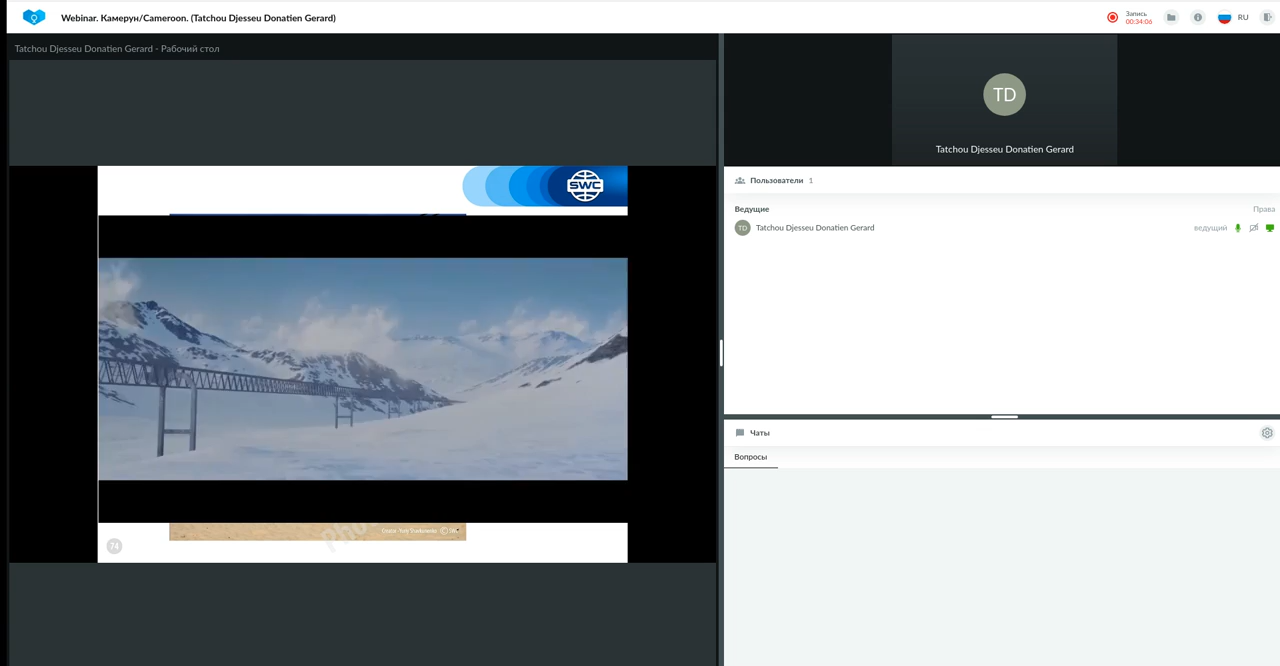 Webinar. Камерун/Cameroon. (Tatchou Djesseu Donatien Gerard)
Запись
00:34:06
RU
Tatchou Djesseu Donatien Gerard - Рабочий стол
SWC
74
TD
Tatchou Djesseu Donatien Gerard
Пользователи 1
Ведущие Права
TD Tatchou Djesseu Donatien Gerard ведущий
Чаты
Вопросы